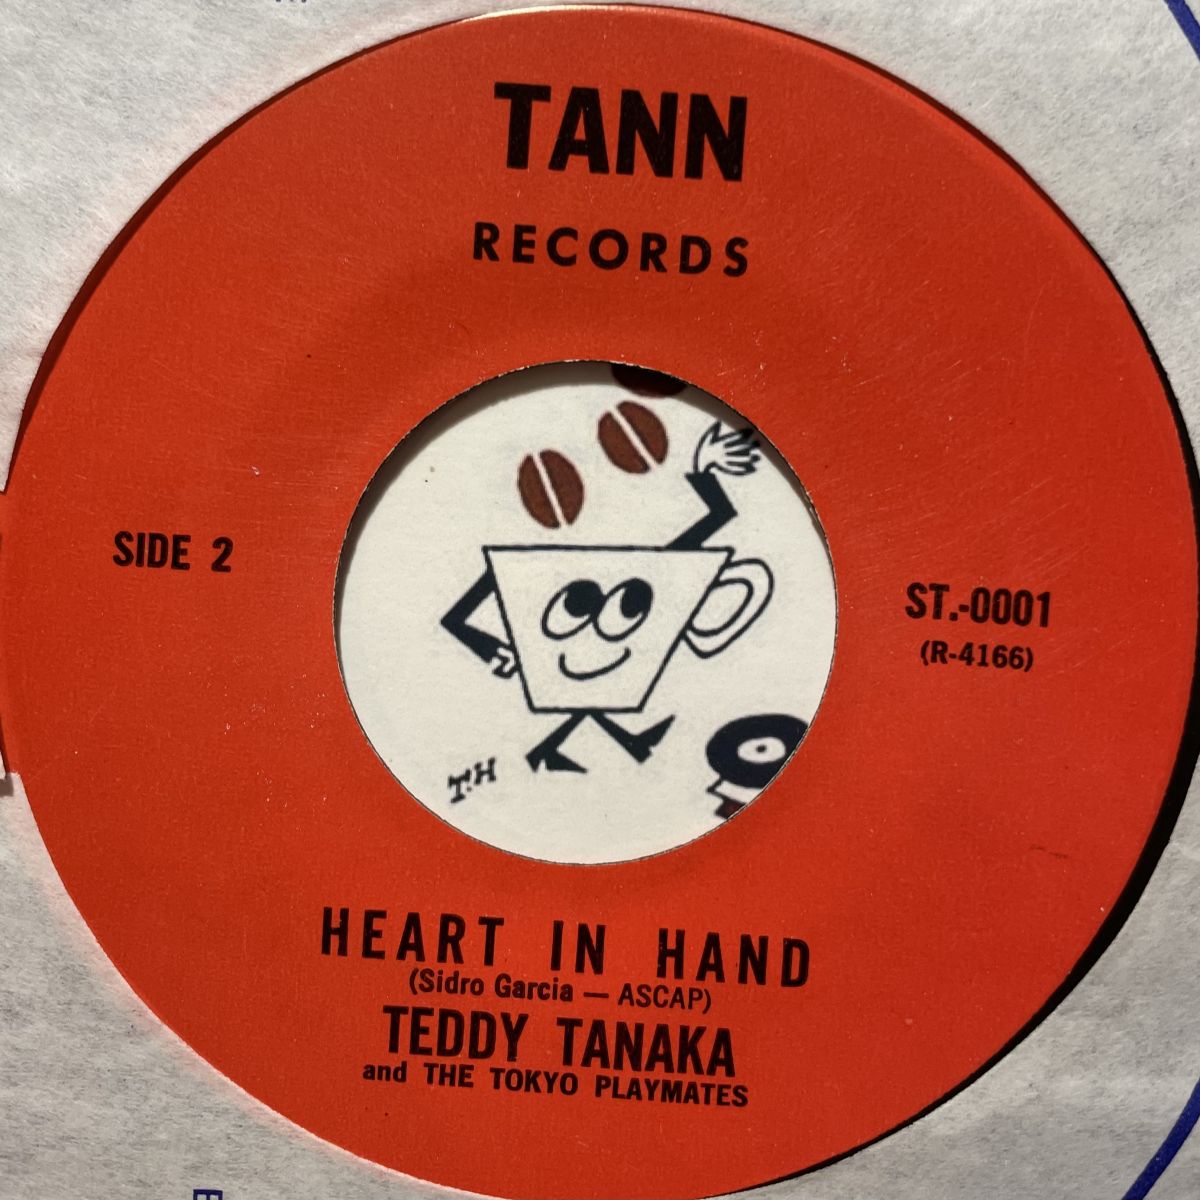 TANN
RECORDS
SIDE 2
ST.-0001
(R-4166)
T.H
HEART IN HAND
(Sidro Garcia — ASCAP)
TEDDY TANAKA
and THE TOKYO PLAYMATES